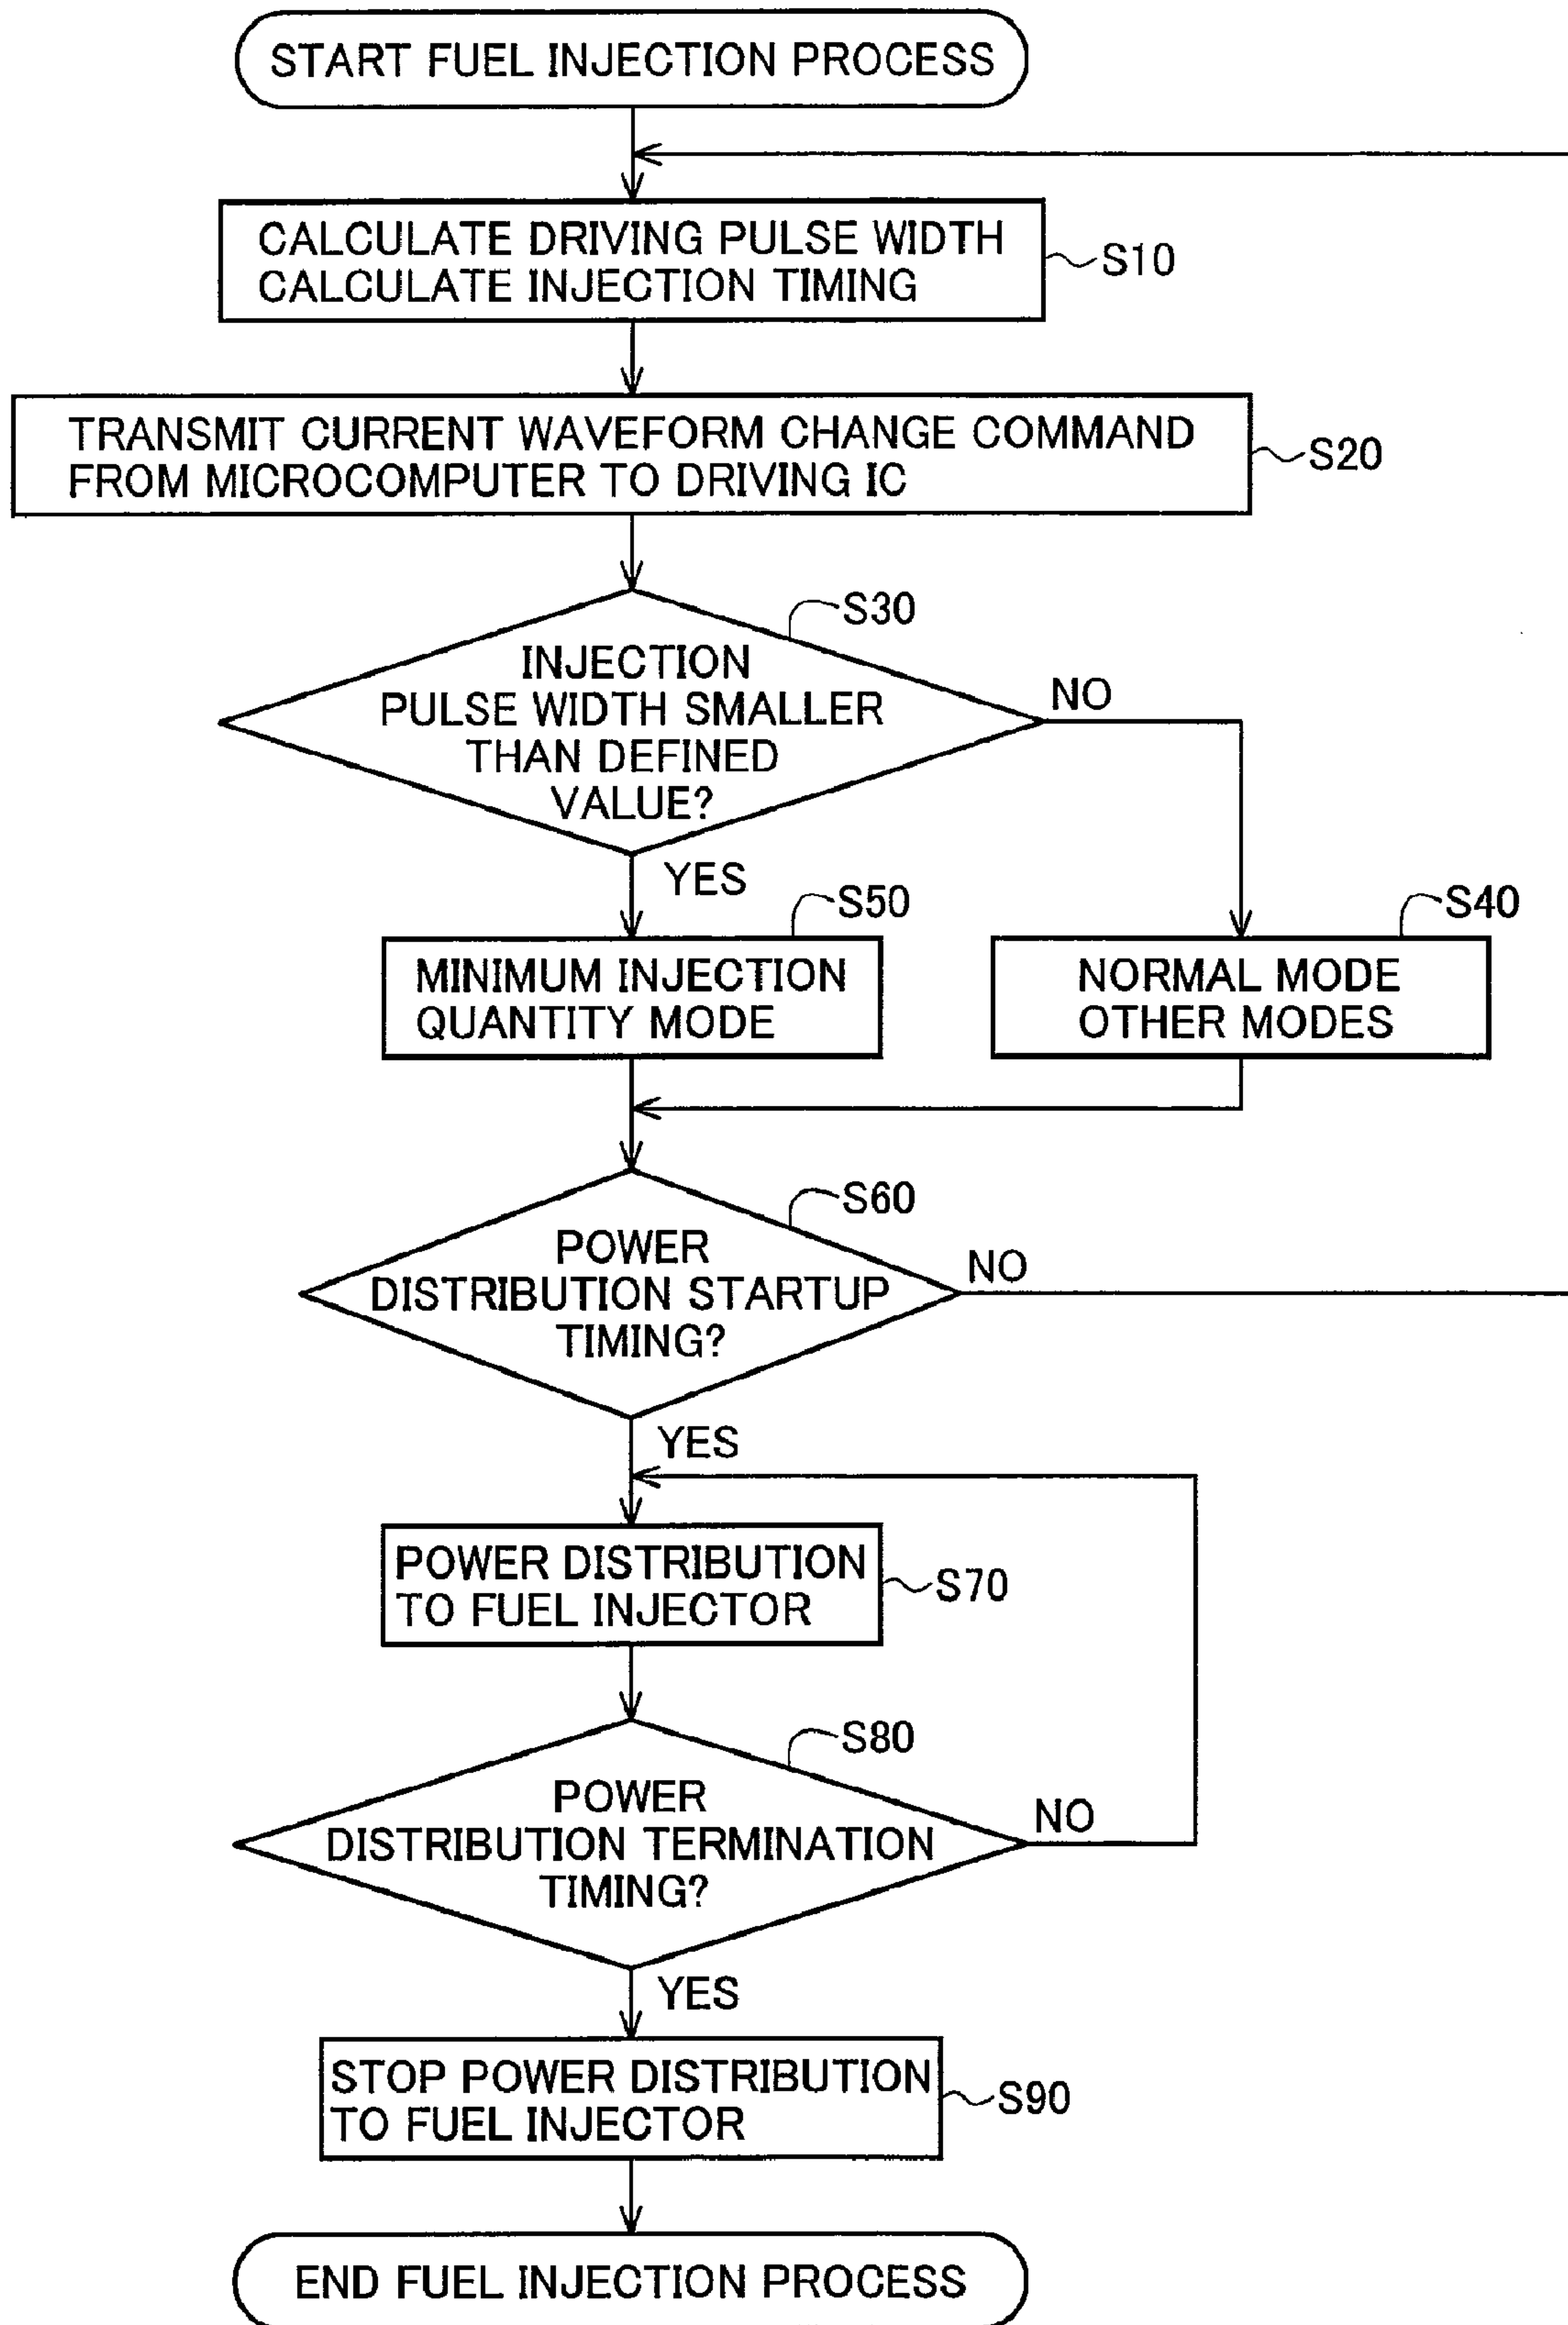 START FUEL INJECTION PROCESS
CALCULATE DRIVING PULSE WIDTH
CALCULATE INJECTION TIMING
S10
TRANSMIT CURRENT WAVEFORM CHANGE COMMAND
FROM MICROCOMPUTER TO DRIVING IC
S20
S30
INJECTION
PULSE WIDTH SMALLER
THAN DEFINED
VALUE?
NO
YES
S50
MINIMUM INJECTION
QUANTITY MODE
S40
NORMAL MODE
OTHER MODES
S60
POWER
DISTRIBUTION STARTUP
TIMING?
NO
YES
POWER DISTRIBUTION
TO FUEL INJECTOR
S70
S80
POWER
DISTRIBUTION TERMINATION
TIMING?
NO
YES
STOP POWER DISTRIBUTION
TO FUEL INJECTOR
S90
END FUEL INJECTION PROCESS